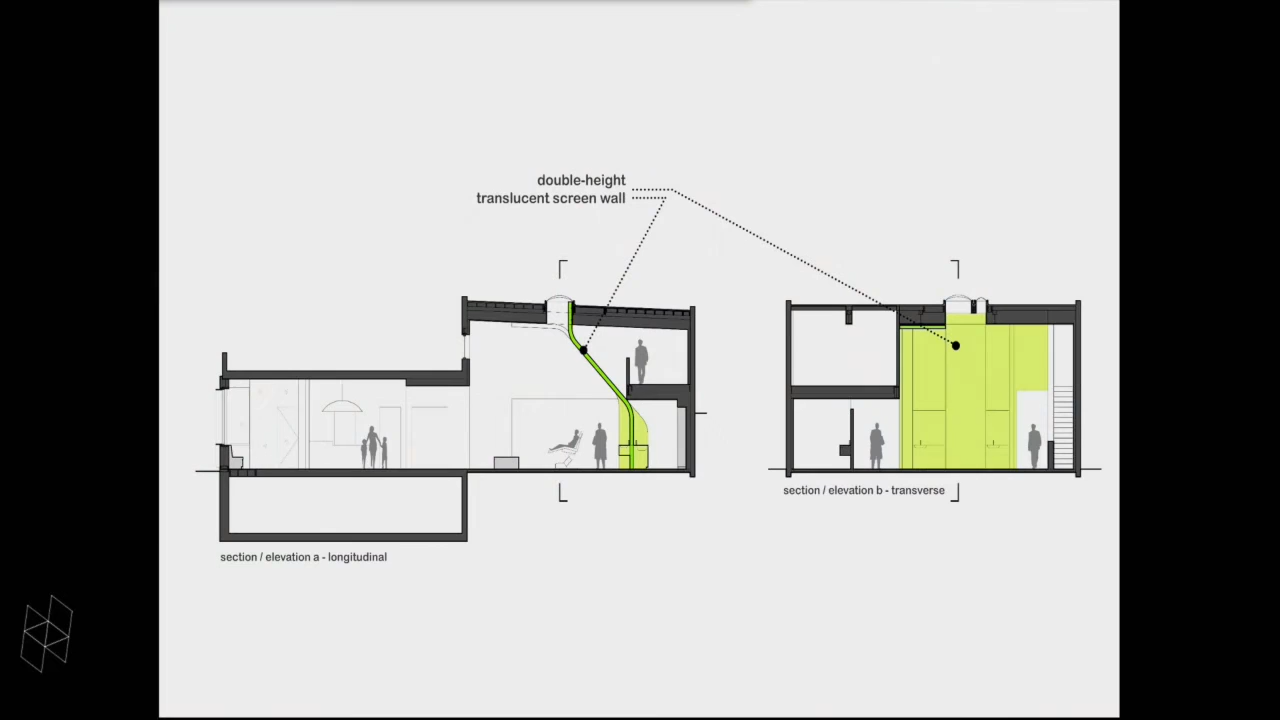 double-height
translucent screen wall
section / elevation b - transverse
section / elevation a - longitudinal